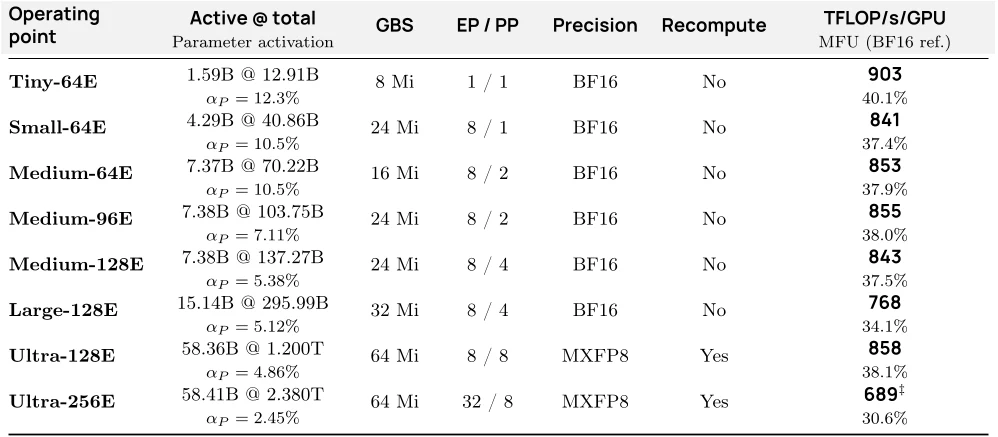 Operating point Active @ total Parameter activation GBS EP / PP Precision Recompute TFLOP/s/GPU MFU (BF16 ref.)
Tiny-64E 1.59B @ 12.91B 8 Mi 1 / 1 BF16 No 903
α_P = 12.3% 40.1%
Small-64E 4.29B @ 40.86B 24 Mi 8 / 1 BF16 No 841
α_P = 10.5% 37.4%
Medium-64E 7.37B @ 70.22B 16 Mi 8 / 2 BF16 No 853
α_P = 10.5% 37.9%
Medium-96E 7.38B @ 103.75B 24 Mi 8 / 2 BF16 No 855
α_P = 7.11% 38.0%
Medium-128E 7.38B @ 137.27B 24 Mi 8 / 4 BF16 No 843
α_P = 5.38% 37.5%
Large-128E 15.14B @ 295.99B 32 Mi 8 / 4 BF16 No 768
α_P = 5.12% 34.1%
Ultra-128E 58.36B @ 1.200T 64 Mi 8 / 8 MXFP8 Yes 858
α_P = 4.86% 38.1%
Ultra-256E 58.41B @ 2.380T 64 Mi 32 / 8 MXFP8 Yes 689‡
α_P = 2.45% 30.6%